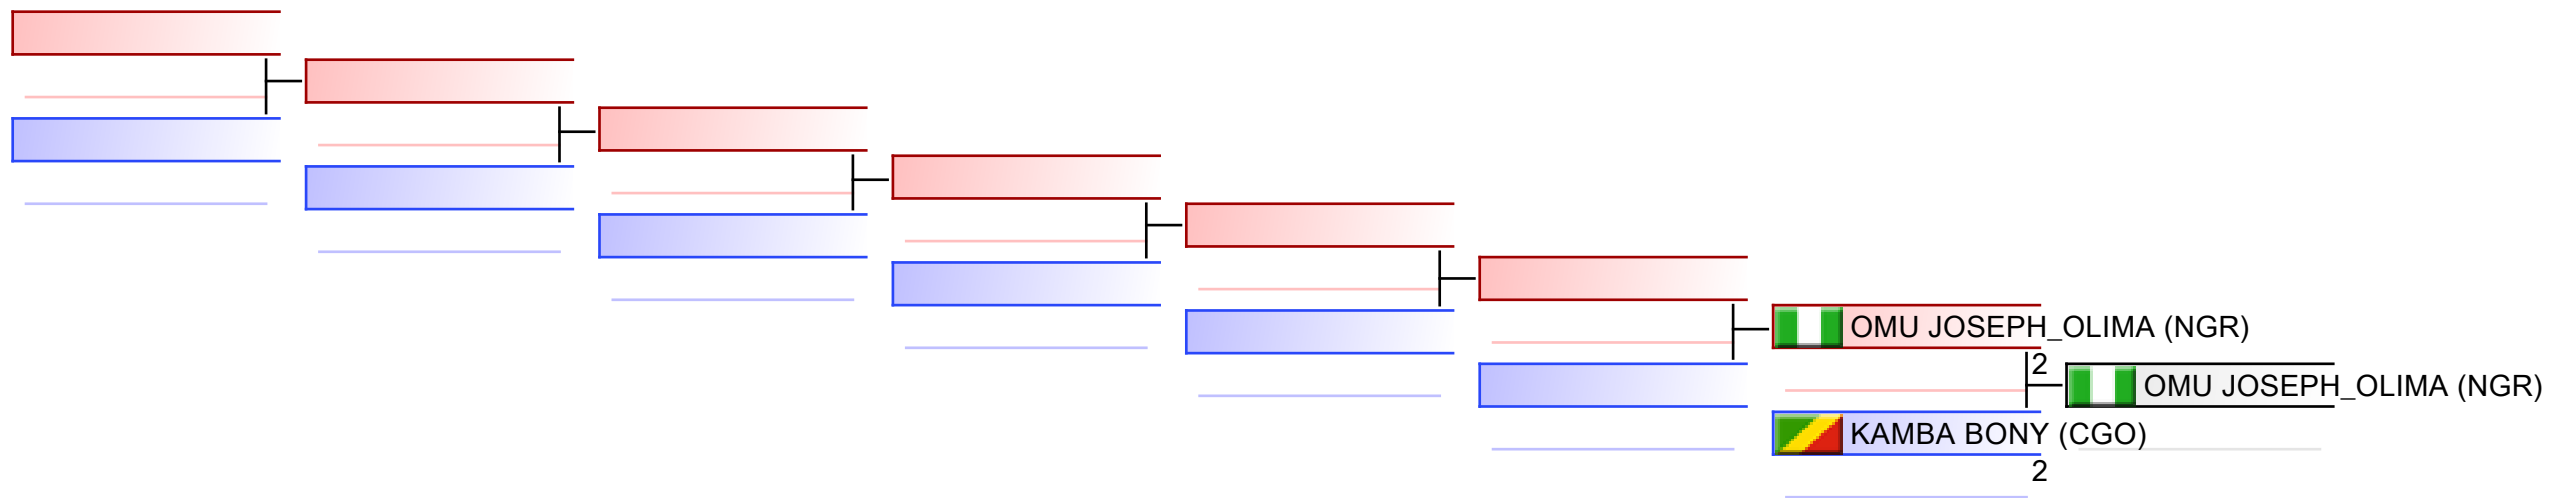 OMU JOSEPH_OLIMA (NGR)
2
OMU JOSEPH_OLIMA (NGR)
KAMBA BONY (CGO)
2